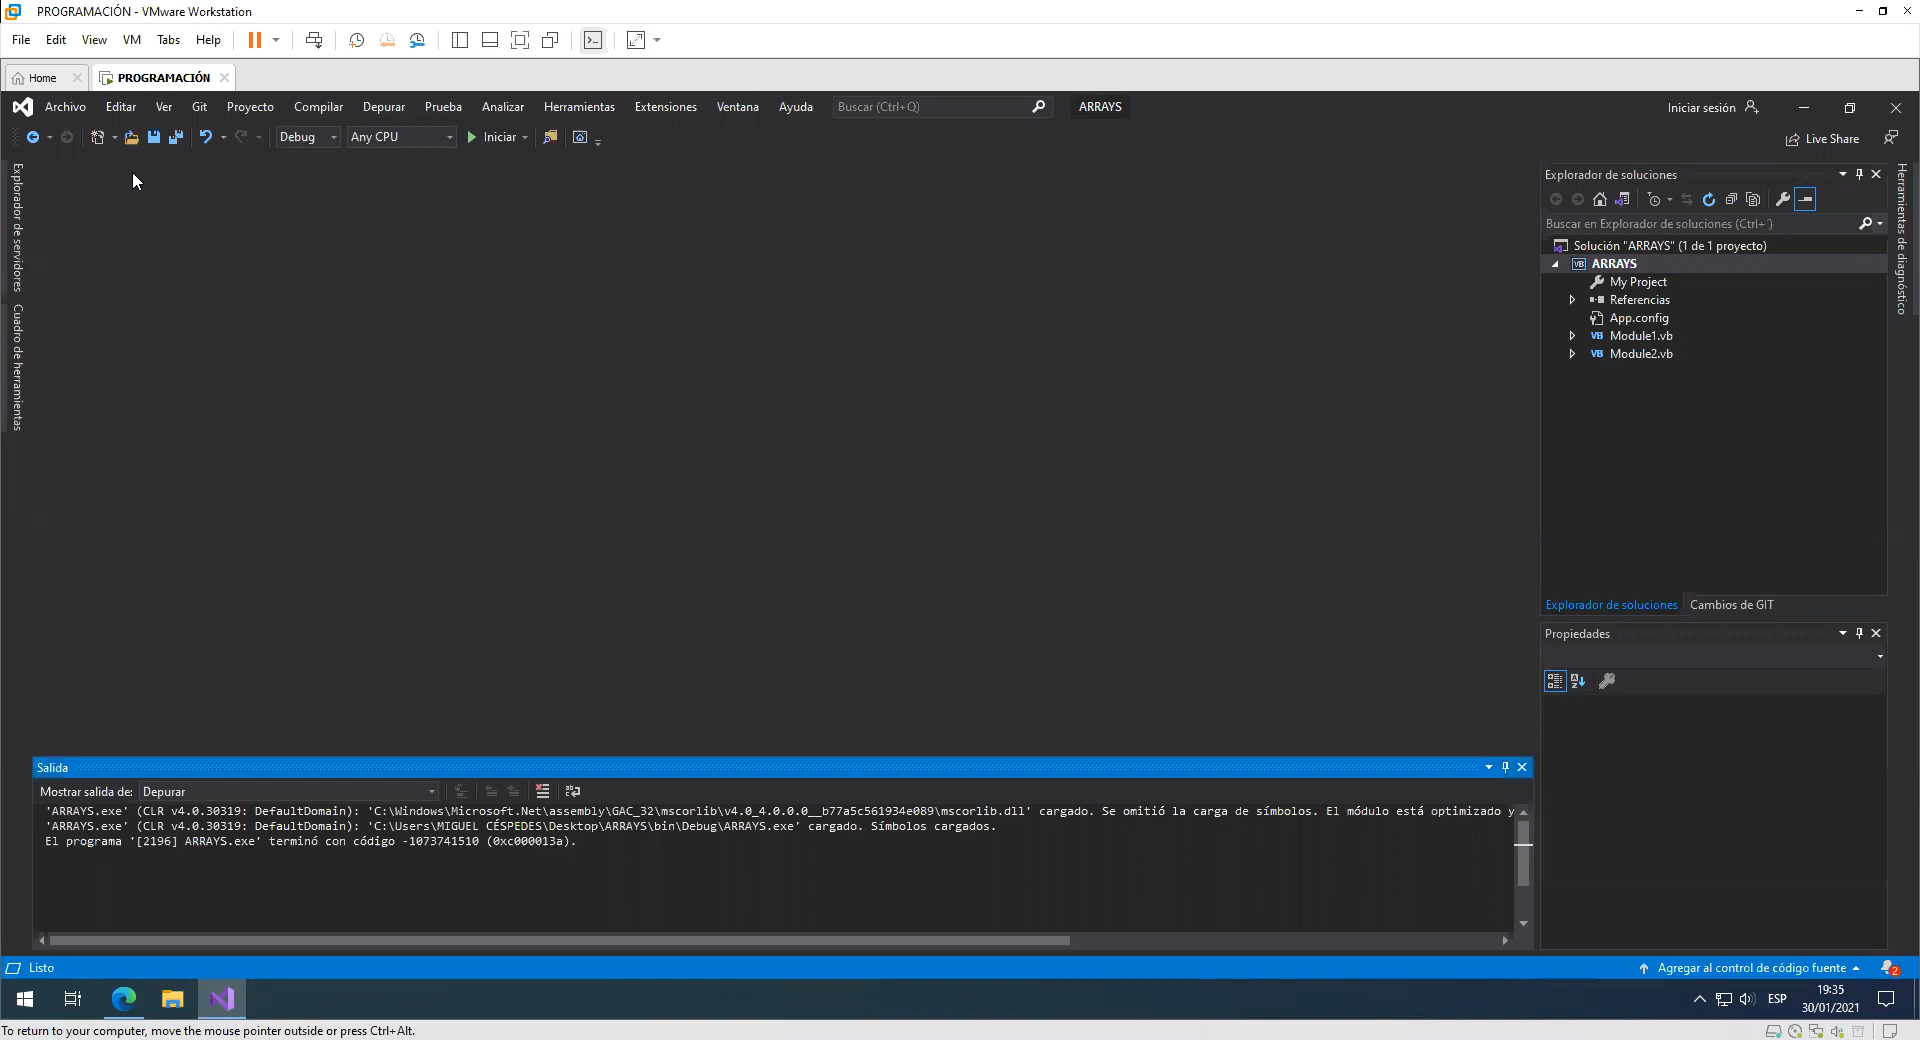 PROGRAMACIÓN - VMware Workstation
File Edit View VM Tabs Help
Home PROGRAMACIÓN
Archivo Editar Ver Git Proyecto Compilar Depurar Prueba Analizar Herramientas Extensiones Ventana Ayuda Buscar (Ctrl+Q) ARRAYS Iniciar sesión
Debug Any CPU Iniciar Live Share
Explorador de servidores
Cuadro de herramientas
Explorador de soluciones
Buscar en Explorador de soluciones (Ctrl+´)
Solución "ARRAYS" (1 de 1 proyecto)
VB ARRAYS
My Project
Referencias
App.config
VB Module1.vb
VB Module2.vb
Explorador de soluciones Cambios de GIT
Herramientas de diagnóstico
Propiedades
Salida
Mostrar salida de: Depurar
'ARRAYS.exe' (CLR v4.0.30319: DefaultDomain): 'C:\Windows\Microsoft.Net\assembly\GAC_32\mscorlib\v4.0_4.0.0.0__b77a5c561934e089\mscorlib.dll' cargado. Se omitió la carga de símbolos. El módulo está optimizado y
'ARRAYS.exe' (CLR v4.0.30319: DefaultDomain): 'C:\Users\MIGUEL CÉSPEDES\Desktop\ARRAYS\bin\Debug\ARRAYS.exe' cargado. Símbolos cargados.
El programa '[2196] ARRAYS.exe' terminó con código -1073741510 (0xc000013a).
Listo Agregar al control de código fuente 2
ESP 19:35
30/01/2021
To return to your computer, move the mouse pointer outside or press Ctrl+Alt.